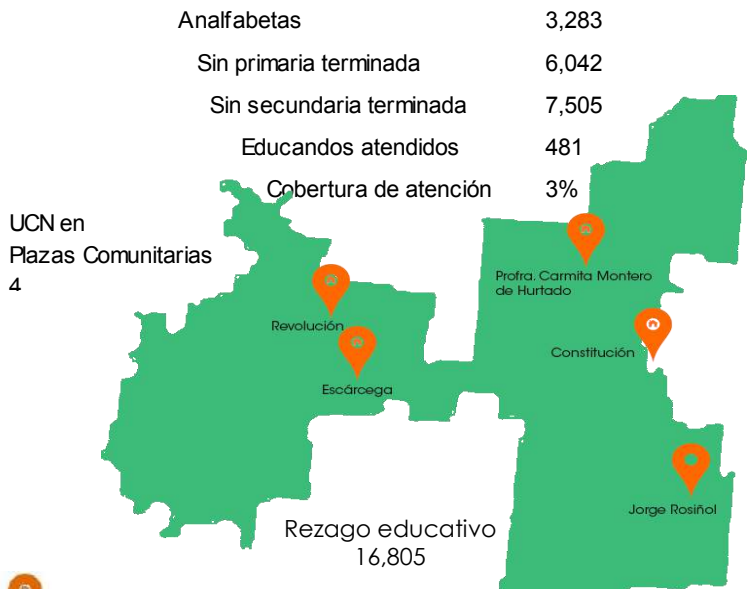 Analfabetas 3,283
Sin primaria terminada 6,042
Sin secundaria terminada 7,505
Educandos atendidos 481
Cobertura de atención 3%
UCN en
Plazas Comunitarias
4
Profra. Carmita Montero
de Hurtado
Revolución
Constitución
Escárcega
Jorge Rosiñol
Rezago educativo
16,805